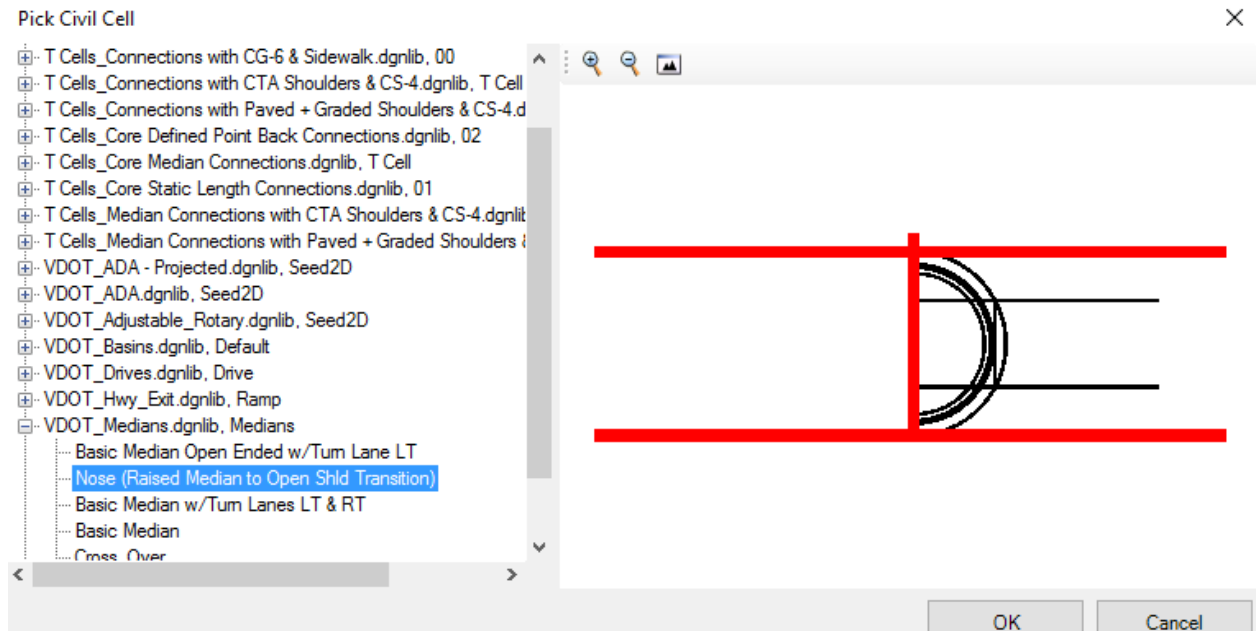 Pick Civil Cell
T Cells_Connections with CG-6 & Sidewalk.dgnlib, 00
T Cells_Connections with CTA Shoulders & CS-4.dgnlib, T Cell
T Cells_Connections with Paved + Graded Shoulders & CS-4.d
T Cells_Core Defined Point Back Connections.dgnlib, 02
T Cells_Core Median Connections.dgnlib, T Cell
T Cells_Core Static Length Connections.dgnlib, 01
T Cells_Median Connections with CTA Shoulders & CS-4.dgnlib
T Cells_Median Connections with Paved + Graded Shoulders &
VDOT_ADA - Projected.dgnlib, Seed2D
VDOT_ADA.dgnlib, Seed2D
VDOT_Adjustable_Rotary.dgnlib, Seed2D
VDOT_Basins.dgnlib, Default
VDOT_Drives.dgnlib, Drive
VDOT_Hwy_Exit.dgnlib, Ramp
VDOT_Medians.dgnlib, Medians
Basic Median Open Ended w/Turn Lane LT
Nose (Raised Median to Open Shld Transition)
Basic Median w/Turn Lanes LT & RT
Basic Median
Cross_Over
OK
Cancel